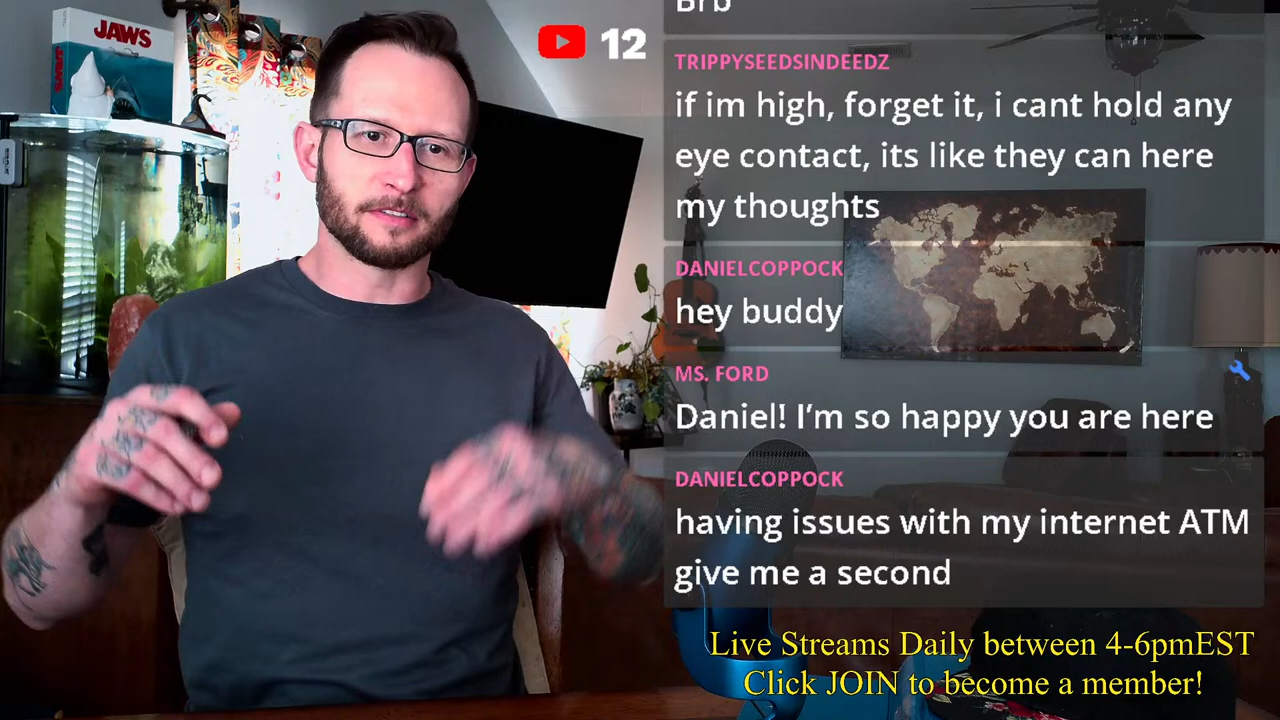 JAWS
JAWS
12
Brb
TRIPPYSEEDSINDEEDZ
if im high, forget it, i cant hold any
eye contact, its like they can here
my thoughts
DANIELCOPPOCK
hey buddy
MS. FORD
Daniel! I’m so happy you are here
DANIELCOPPOCK
having issues with my internet ATM
give me a second
Live Streams Daily between 4-6pmEST
Click JOIN to become a member!